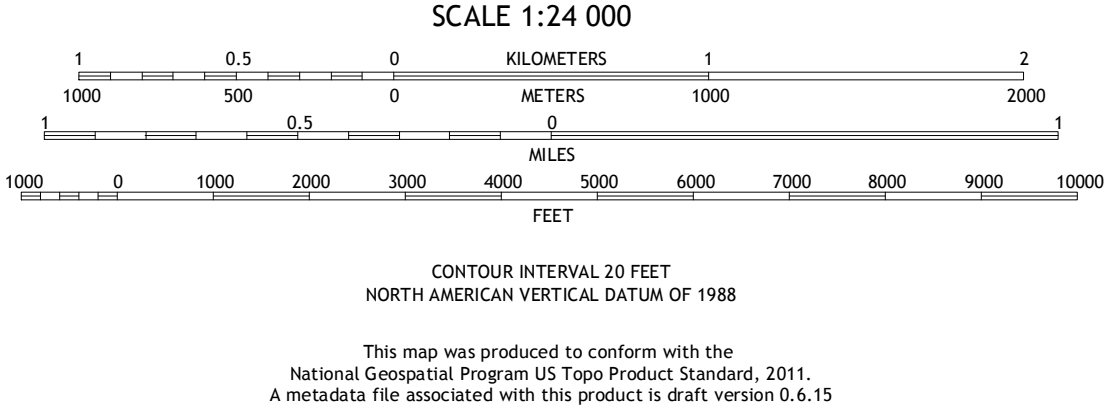 SCALE 1:24 000
1 0.5 0 KILOMETERS 1 2
1000 500 0 METERS 1000 2000
1 0.5 0 1
MILES
1000 0 1000 2000 3000 4000 5000 6000 7000 8000 9000 10000
FEET
CONTOUR INTERVAL 20 FEET
NORTH AMERICAN VERTICAL DATUM OF 1988
This map was produced to conform with the
National Geospatial Program US Topo Product Standard, 2011.
A metadata file associated with this product is draft version 0.6.15